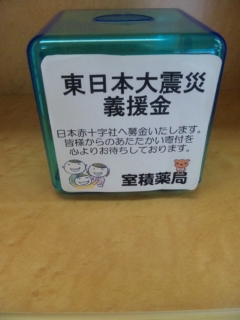 東日本大震災
義援金
日本赤十字社へ募金いたします。
皆様からのあたたかい寄付を
心よりお待ちしております。
室積薬局